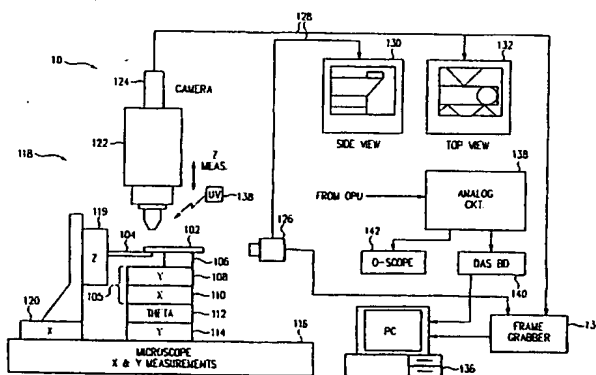 128
10
124
CAMERA
130
132
122
118
Z
MEAS.
SIDE VIEW
TOP VIEW
UV
138
138
119
FROM OPU
ANALOG
CKT.
104
102
126
142
Z
106
O-SCOPE
DAS BD
Y
108
105
X
110
140
120
THETA
112
PC
FRAME
GRABBER
X
Y
114
116
MICROSCOPE
X & Y MEASUREMENTS
136